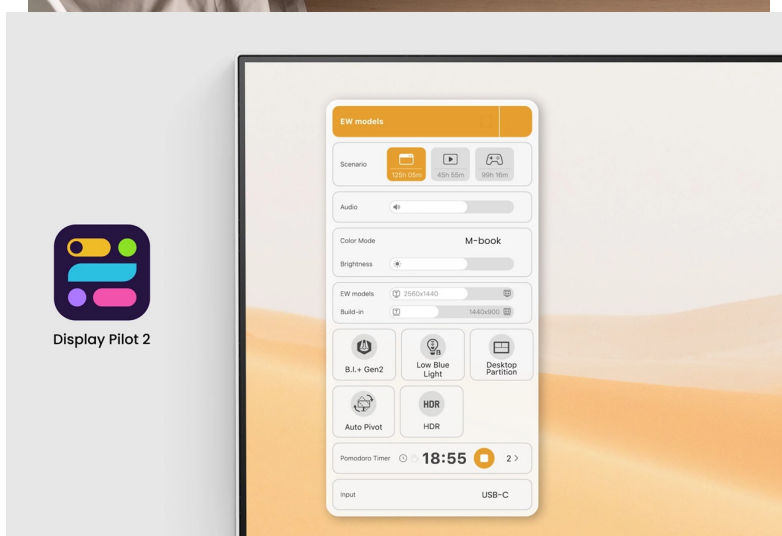 EW models
Scenario
125h 05m
45h 55m
99h 16m
Audio
Color Mode
M-book
Brightness
EW models
2560x1440
Build-in
1440x900
B.I.+ Gen2
Low Blue
Light
Desktop
Partition
Auto Pivot
HDR
HDR
Pomodoro Timer
18:55
2 >
Input
USB-C
Display Pilot 2